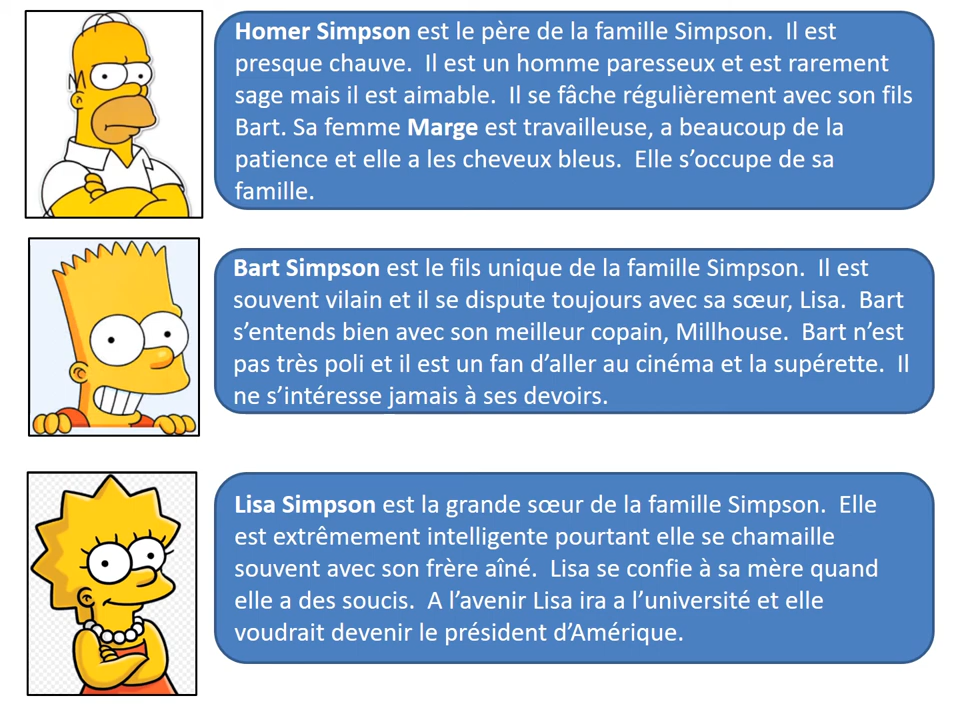 Homer Simpson est le père de la famille Simpson.  Il est
presque chauve.  Il est un homme paresseux et est rarement
sage mais il est aimable.  Il se fâche régulièrement avec son fils
Bart. Sa femme Marge est travailleuse, a beaucoup de la
patience et elle a les cheveux bleus.  Elle s’occupe de sa
famille.
Bart Simpson est le fils unique de la famille Simpson.  Il est
souvent vilain et il se dispute toujours avec sa sœur, Lisa.  Bart
s’entends bien avec son meilleur copain, Millhouse.  Bart n’est
pas très poli et il est un fan d’aller au cinéma et la supérette.  Il
ne s’intéresse jamais à ses devoirs.
Lisa Simpson est la grande sœur de la famille Simpson.  Elle
est extrêmement intelligente pourtant elle se chamaille
souvent avec son frère aîné.  Lisa se confie à sa mère quand
elle a des soucis.  A l’avenir Lisa ira a l’université et elle
voudrait devenir le président d’Amérique.